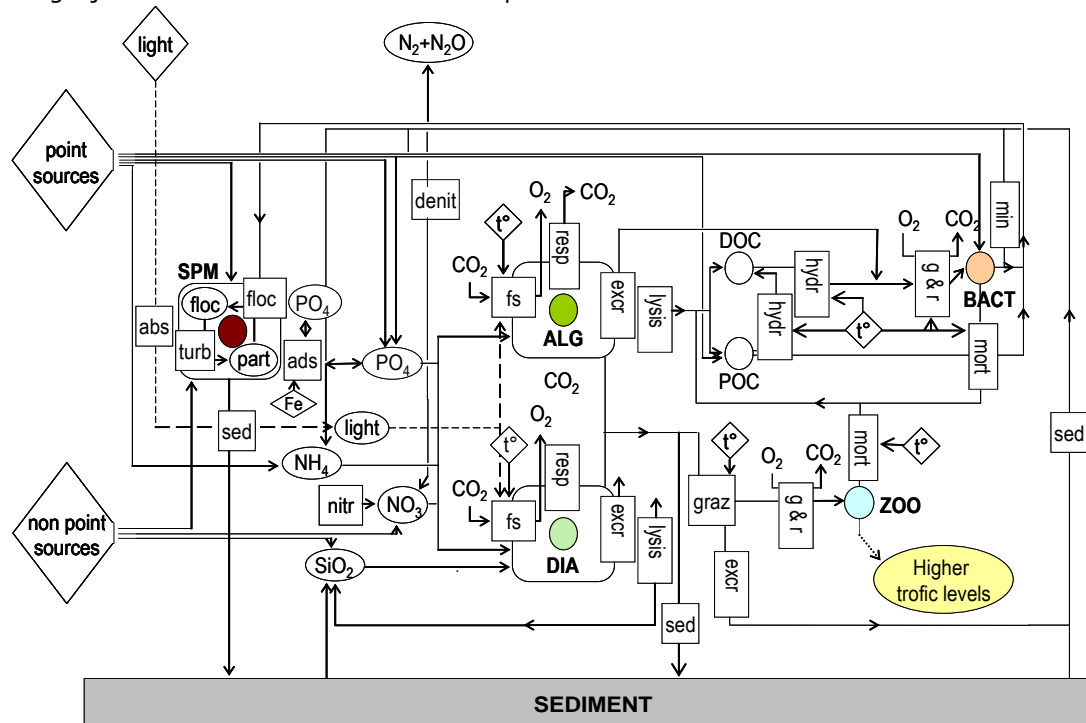 light
N2+N2O
point
sources
denit
O2
CO2
t°
resp
CO2
fs
excr
lysis
ALG
DOC
hydr
hydr
POC
t°
O2
CO2
g & r
min
BACT
mort
SPM
floc
floc
PO4
turb
part
ads
Fe
abs
sed
PO4
light
NH4
CO2
O2
t°
resp
CO2
fs
excr
lysis
DIA
nitr
NO3
non point
sources
SiO2
t°
graz
O2
CO2
g & r
mort
t°
ZOO
excr
Higher
trofic levels
sed
sed
SEDIMENT